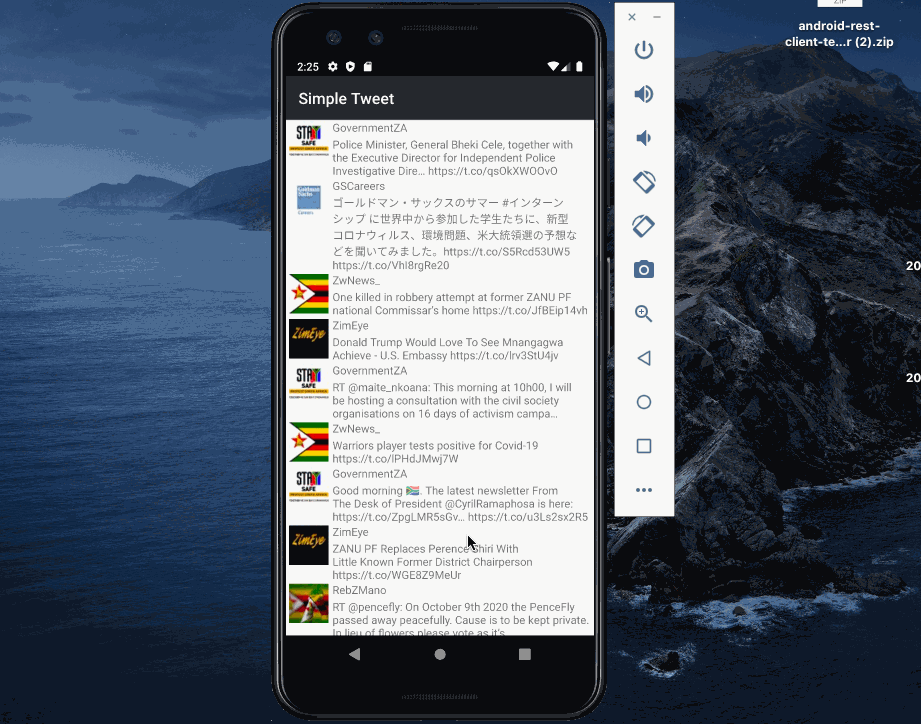 ZIP
android-rest-
client-te...r (2).zip
20
20
2:25
Simple Tweet
STAY
SAFE
GovernmentZA
Police Minister, General Bheki Cele, together with
the Executive Director for Independent Police
Investigative Dire… https://t.co/qsOkXWOOvO
Goldman
Sachs
Careers
GSCareers
ゴールドマン・サックスのサマー #インターン
シップ に世界中から参加した学生たちに、新型
コロナウィルス、環境問題、米大統領選の予想な
どを聞いてみました。https://t.co/S5Rcd53UW5
https://t.co/VhI8rgRe20
ZwNews_
One killed in robbery attempt at former ZANU PF
national Commissar's home https://t.co/JfBEip14vh
ZimEye
ZimEye
Donald Trump Would Love To See Mnangagwa
Achieve - U.S. Embassy https://t.co/lrv3StU4jv
STAY
SAFE
GovernmentZA
RT @maite_nkoana: This morning at 10h00, I will
be hosting a consultation with the civil society
organisations on 16 days of activism campa…
ZwNews_
Warriors player tests positive for Covid-19
https://t.co/lPHdJMwj7W
STAY
SAFE
GovernmentZA
Good morning 🇿🇦. The latest newsletter From
The Desk of President @CyrilRamaphosa is here:
https://t.co/ZpgLMR5sGv… https://t.co/u3Ls2sx2R5
ZimEye
ZimEye
ZANU PF Replaces Perence Shiri With
Little Known Former District Chairperson
https://t.co/WGE8Z9MeUr
RebZMano
RT @pencefly: On October 9th 2020 the PenceFly
passed away peacefully. Cause is to be kept private.
In lieu of flowers please vote as it's